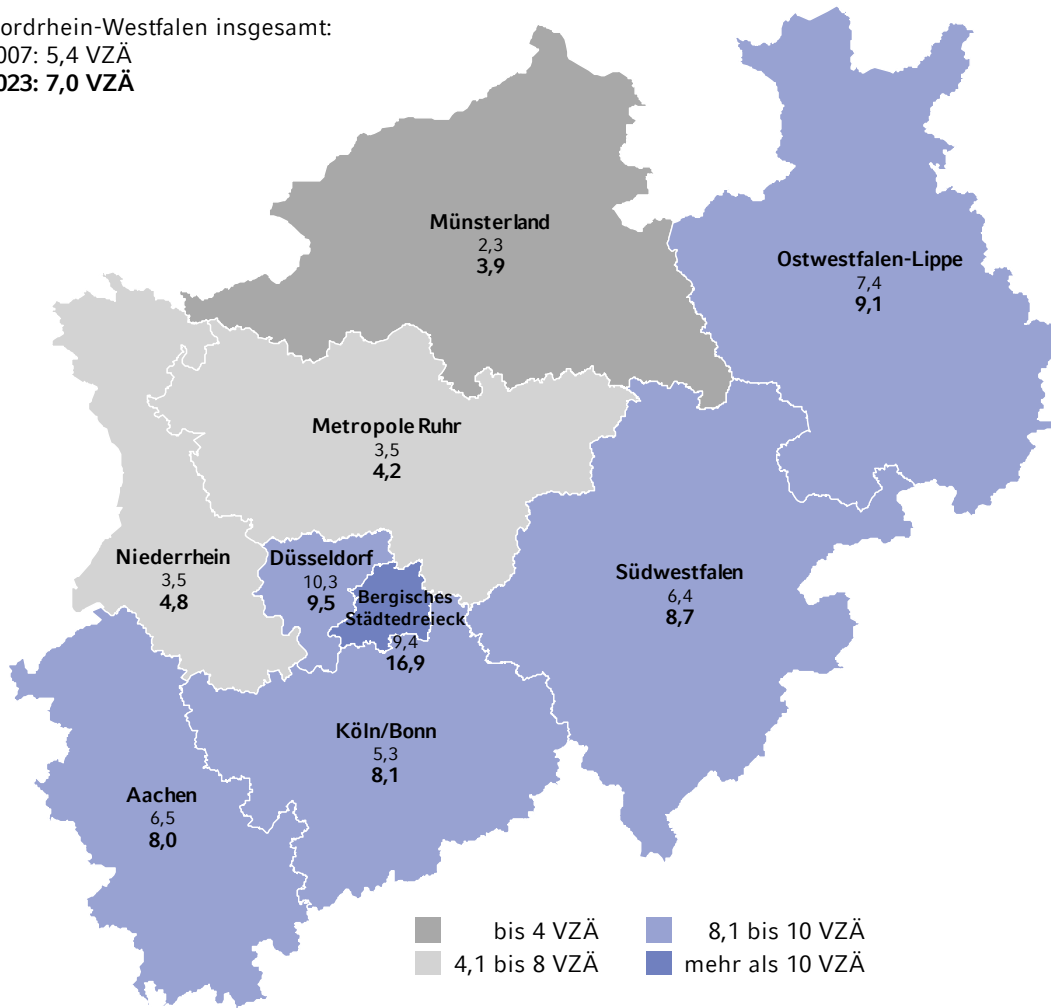 ordrhein-Westfalen insgesamt:
007: 5,4 VZÄ
023: 7,0 VZÄ
Münsterland
2,3
3,9
Ostwestfalen-Lippe
7,4
9,1
Metropole Ruhr
3,5
4,2
Niederrhein
3,5
4,8
Düsseldorf
10,3
9,5
Bergisches
Städtedreieck
9,4
16,9
Südwestfalen
6,4
8,7
Köln/Bonn
5,3
8,1
Aachen
6,5
8,0
bis 4 VZÄ
4,1 bis 8 VZÄ
8,1 bis 10 VZÄ
mehr als 10 VZÄ